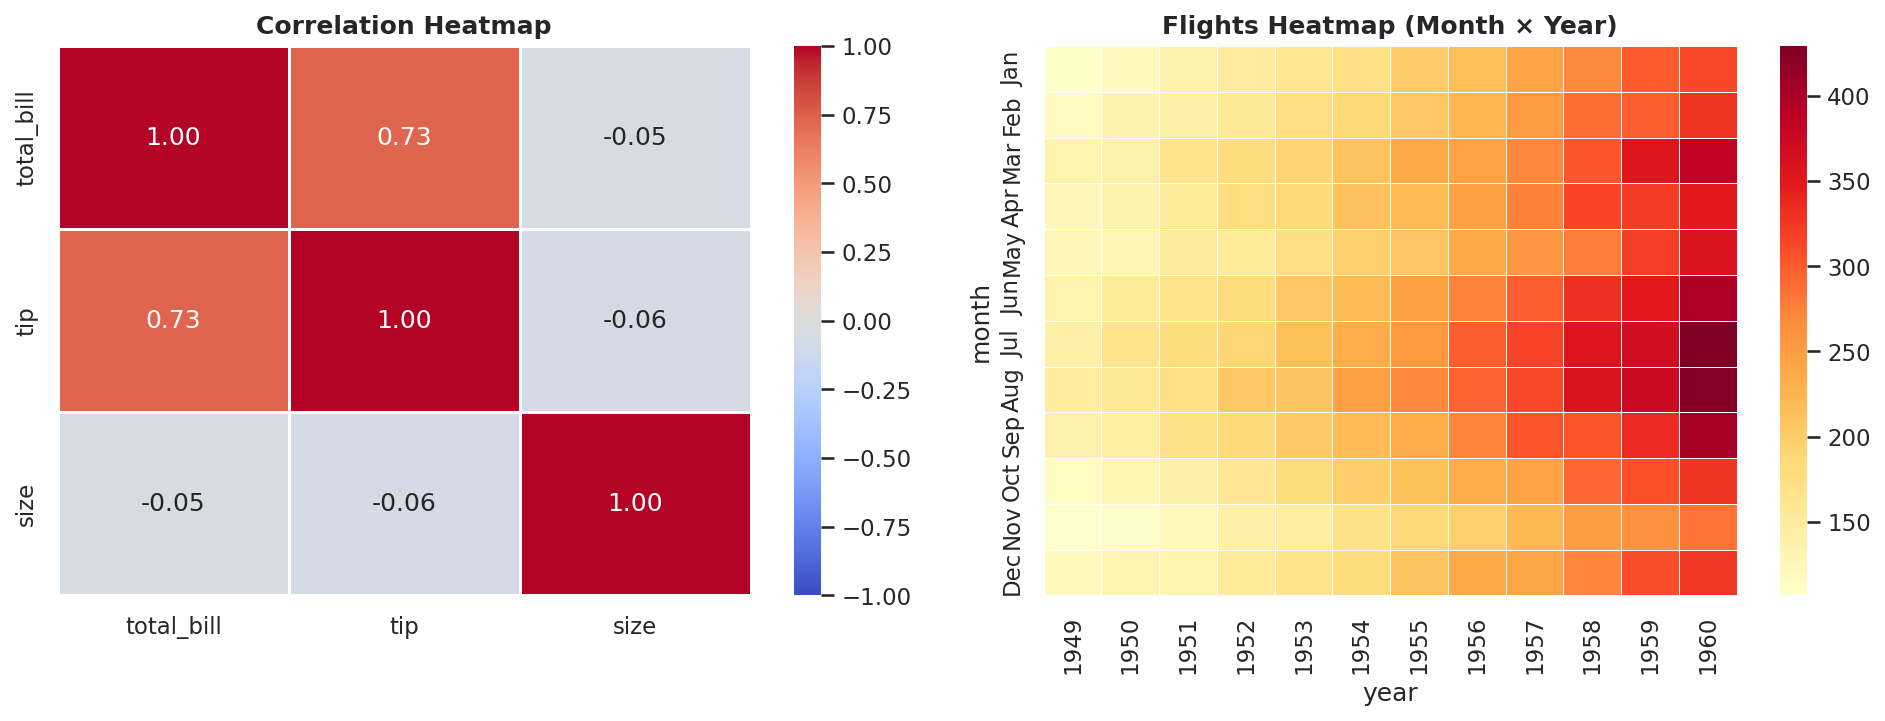 Correlation Heatmap
total_bill
tip
size
1.00 0.73 -0.05
0.73 1.00 -0.06
-0.05 -0.06 1.00
total_bill tip size
1.00
0.75
0.50
0.25
0.00
−0.25
−0.50
−0.75
−1.00
Flights Heatmap (Month × Year)
month
Jan
Feb
Mar
Apr
May
Jun
Jul
Aug
Sep
Oct
Nov
Dec
1949 1950 1951 1952 1953 1954 1955 1956 1957 1958 1959 1960
year
400
350
300
250
200
150